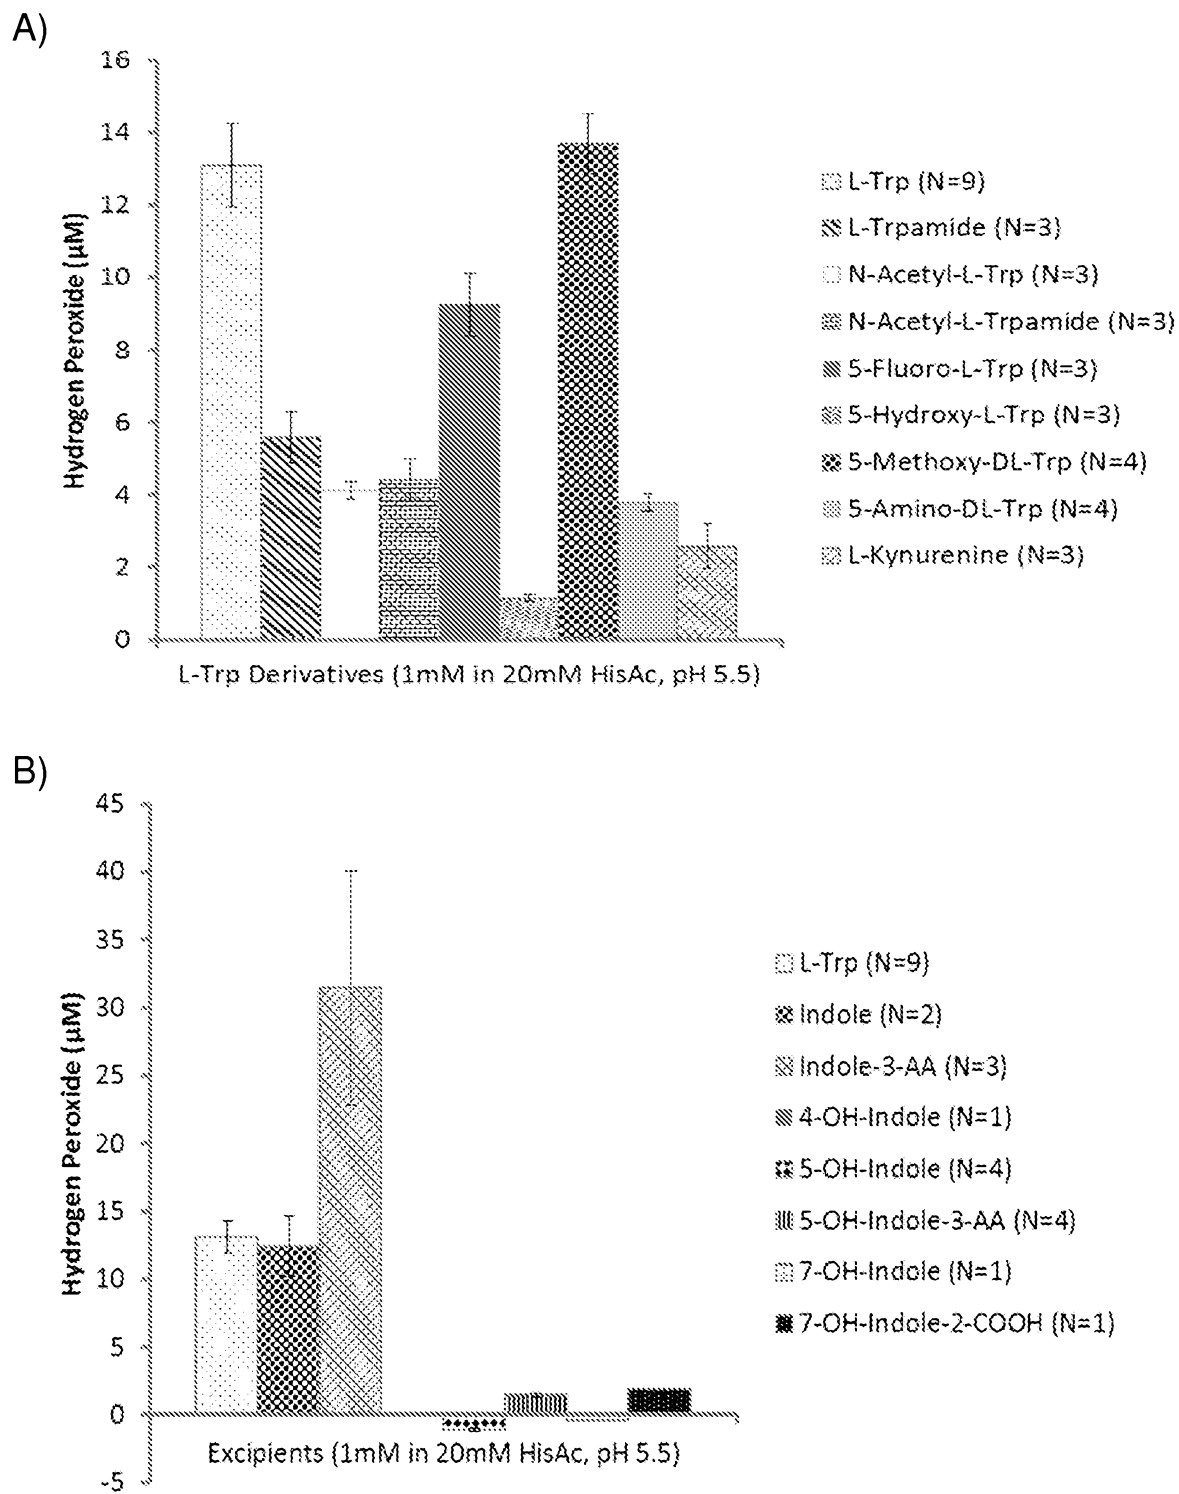 A)
16
14
12
10
8
6
4
2
0
Hydrogen Peroxide (µM)
L-Trp Derivatives (1mM in 20mM HisAc, pH 5.5)
L-Trp (N=9)
L-Trpamide (N=3)
N-Acetyl-L-Trp (N=3)
N-Acetyl-L-Trpamide (N=3)
5-Fluoro-L-Trp (N=3)
5-Hydroxy-L-Trp (N=3)
5-Methoxy-DL-Trp (N=4)
5-Amino-DL-Trp (N=4)
L-Kynurenine (N=3)
B)
45
40
35
30
25
20
15
10
5
0
-5
Hydrogen Peroxide (µM)
Excipients (1mM in 20mM HisAc, pH 5.5)
L-Trp (N=9)
Indole (N=2)
Indole-3-AA (N=3)
4-OH-Indole (N=1)
5-OH-Indole (N=4)
5-OH-Indole-3-AA (N=4)
7-OH-Indole (N=1)
7-OH-Indole-2-COOH (N=1)